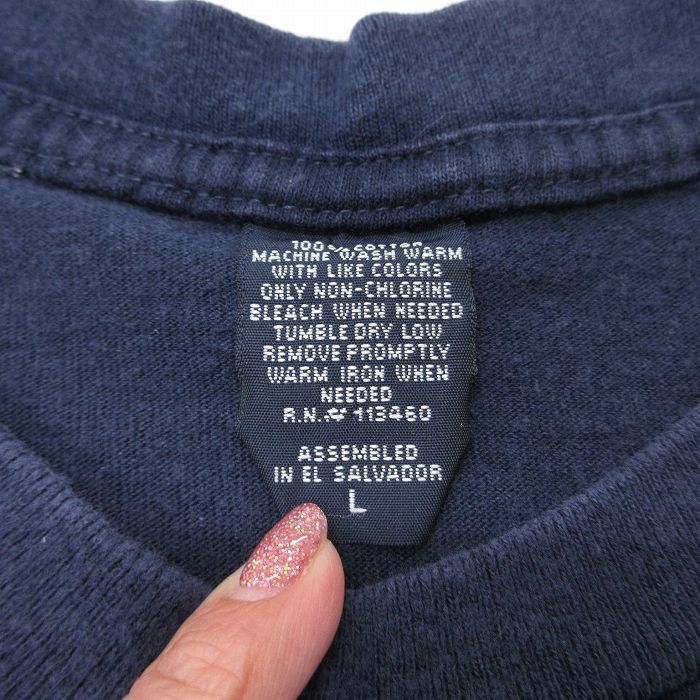 100% COTTON
MACHINE WASH WARM
WITH LIKE COLORS
ONLY NON-CHLORINE
BLEACH WHEN NEEDED
TUMBLE DRY LOW
REMOVE PROMPTLY
WARM IRON WHEN
NEEDED
R.N.# 113460
ASSEMBLED
IN EL SALVADOR
L